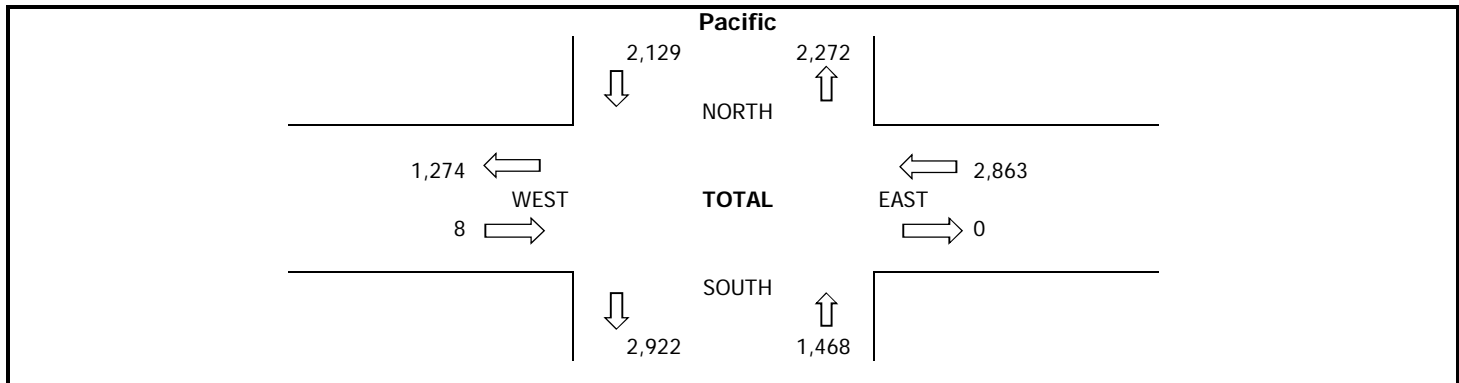 Pacific
2,129 2,272
NORTH
1,274 2,863
WEST TOTAL EAST
8 0
SOUTH
2,922 1,468